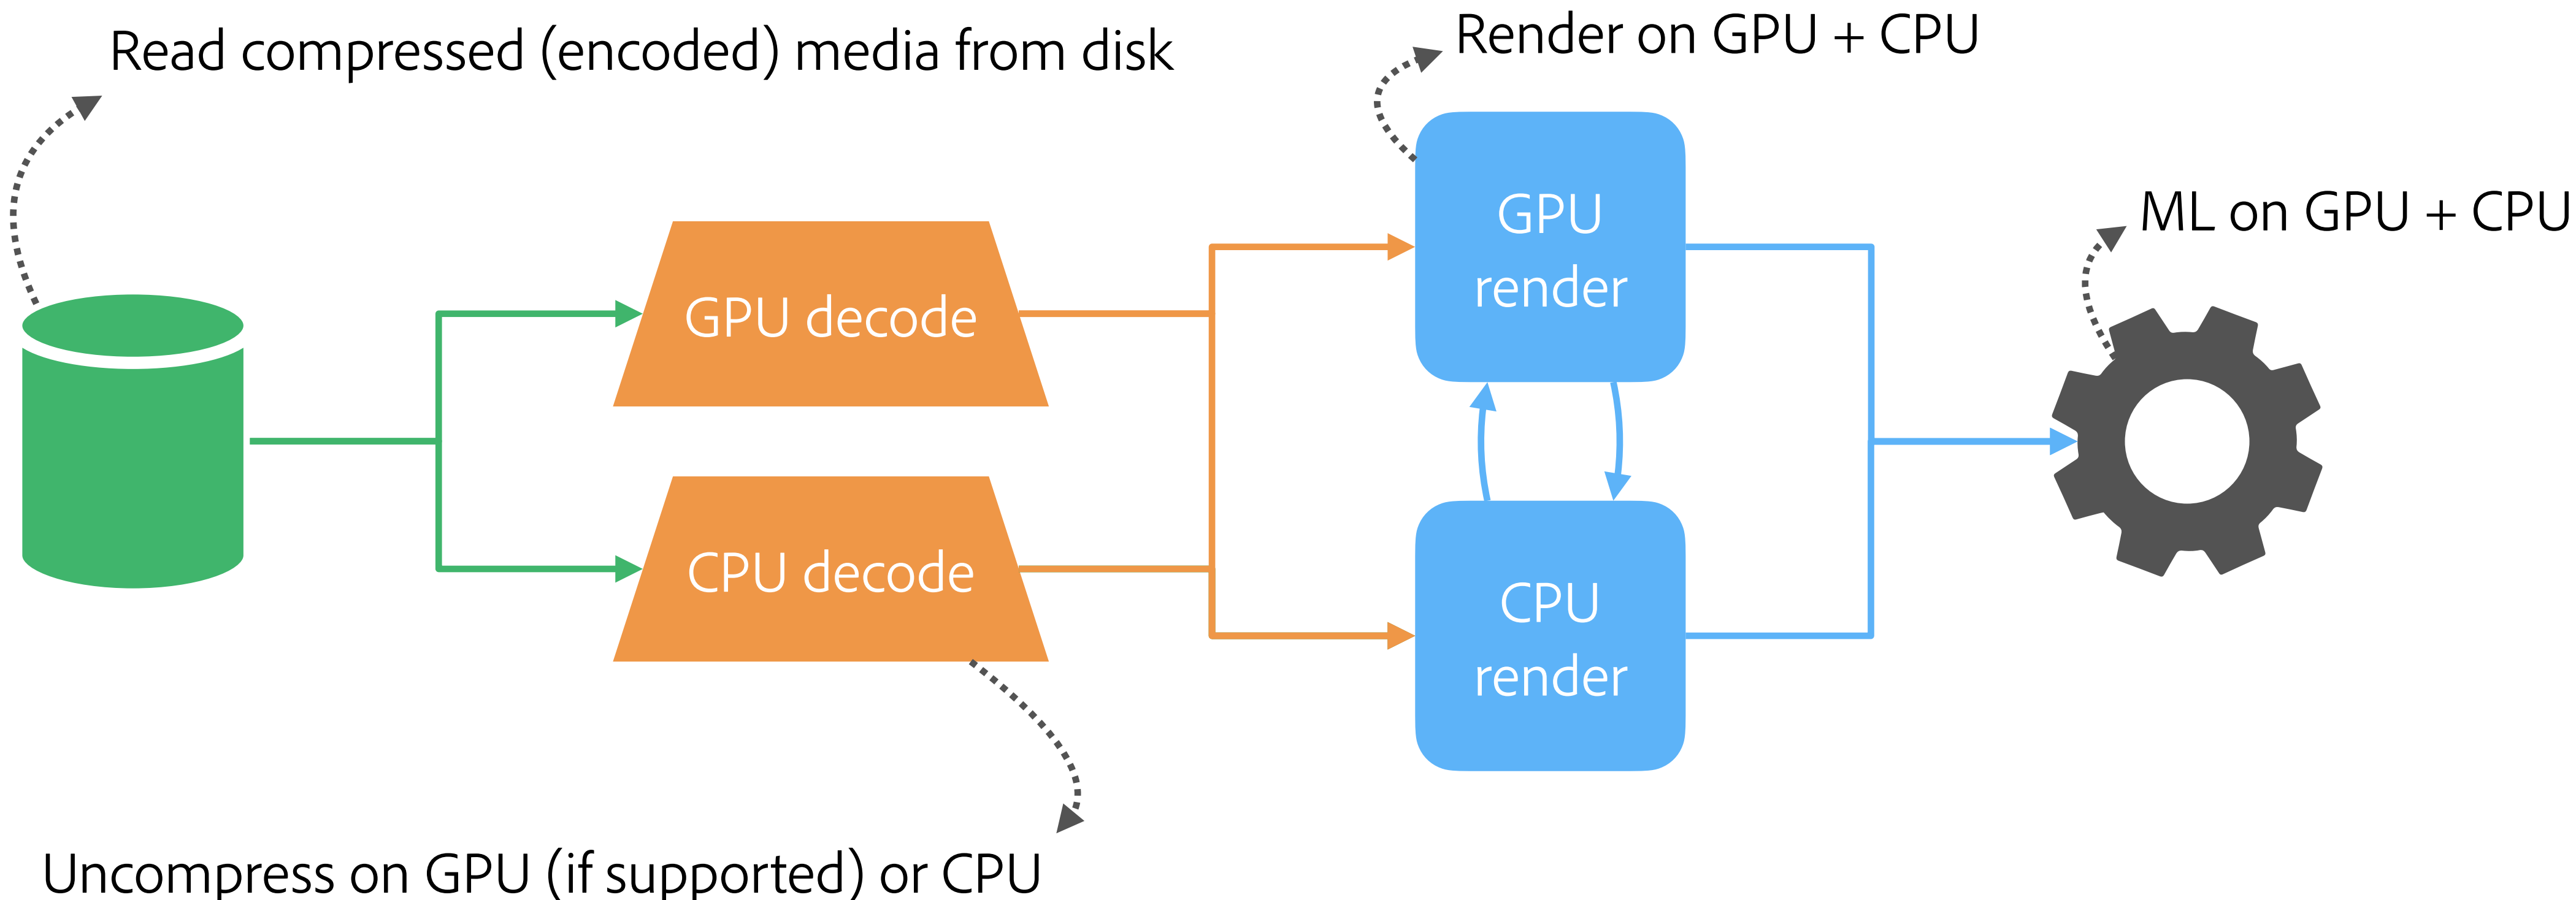 Read compressed (encoded) media from disk
Render on GPU + CPU
ML on GPU + CPU
GPU decode
GPU
render
CPU decode
CPU
render
Uncompress on GPU (if supported) or CPU